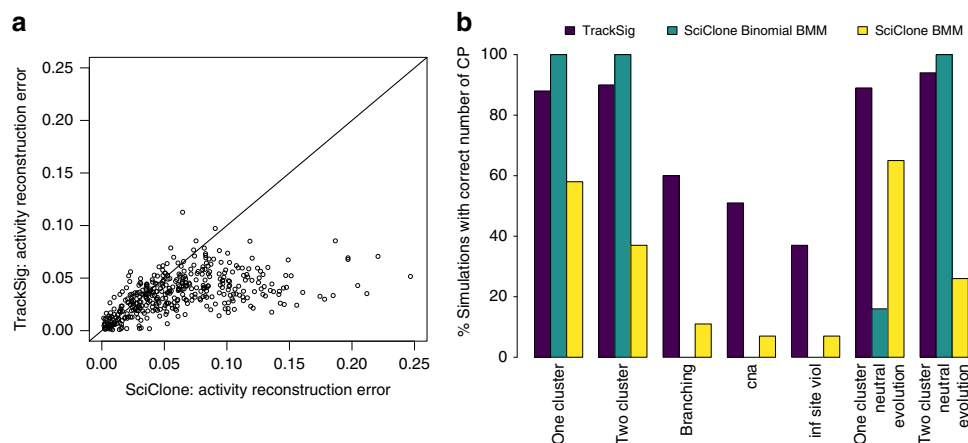 a
TrackSig: activity reconstruction error
0.25
0.20
0.15
0.10
0.05
0.00
0.00 0.05 0.10 0.15 0.20 0.25
SciClone: activity reconstruction error
b
TrackSig SciClone Binomial BMM SciClone BMM
% Simulations with correct number of CP
100
80
60
40
20
0
One cluster
Two cluster
Branching
cna
inf site viol
One cluster
neutral
evolution
Two cluster
neutral
evolution